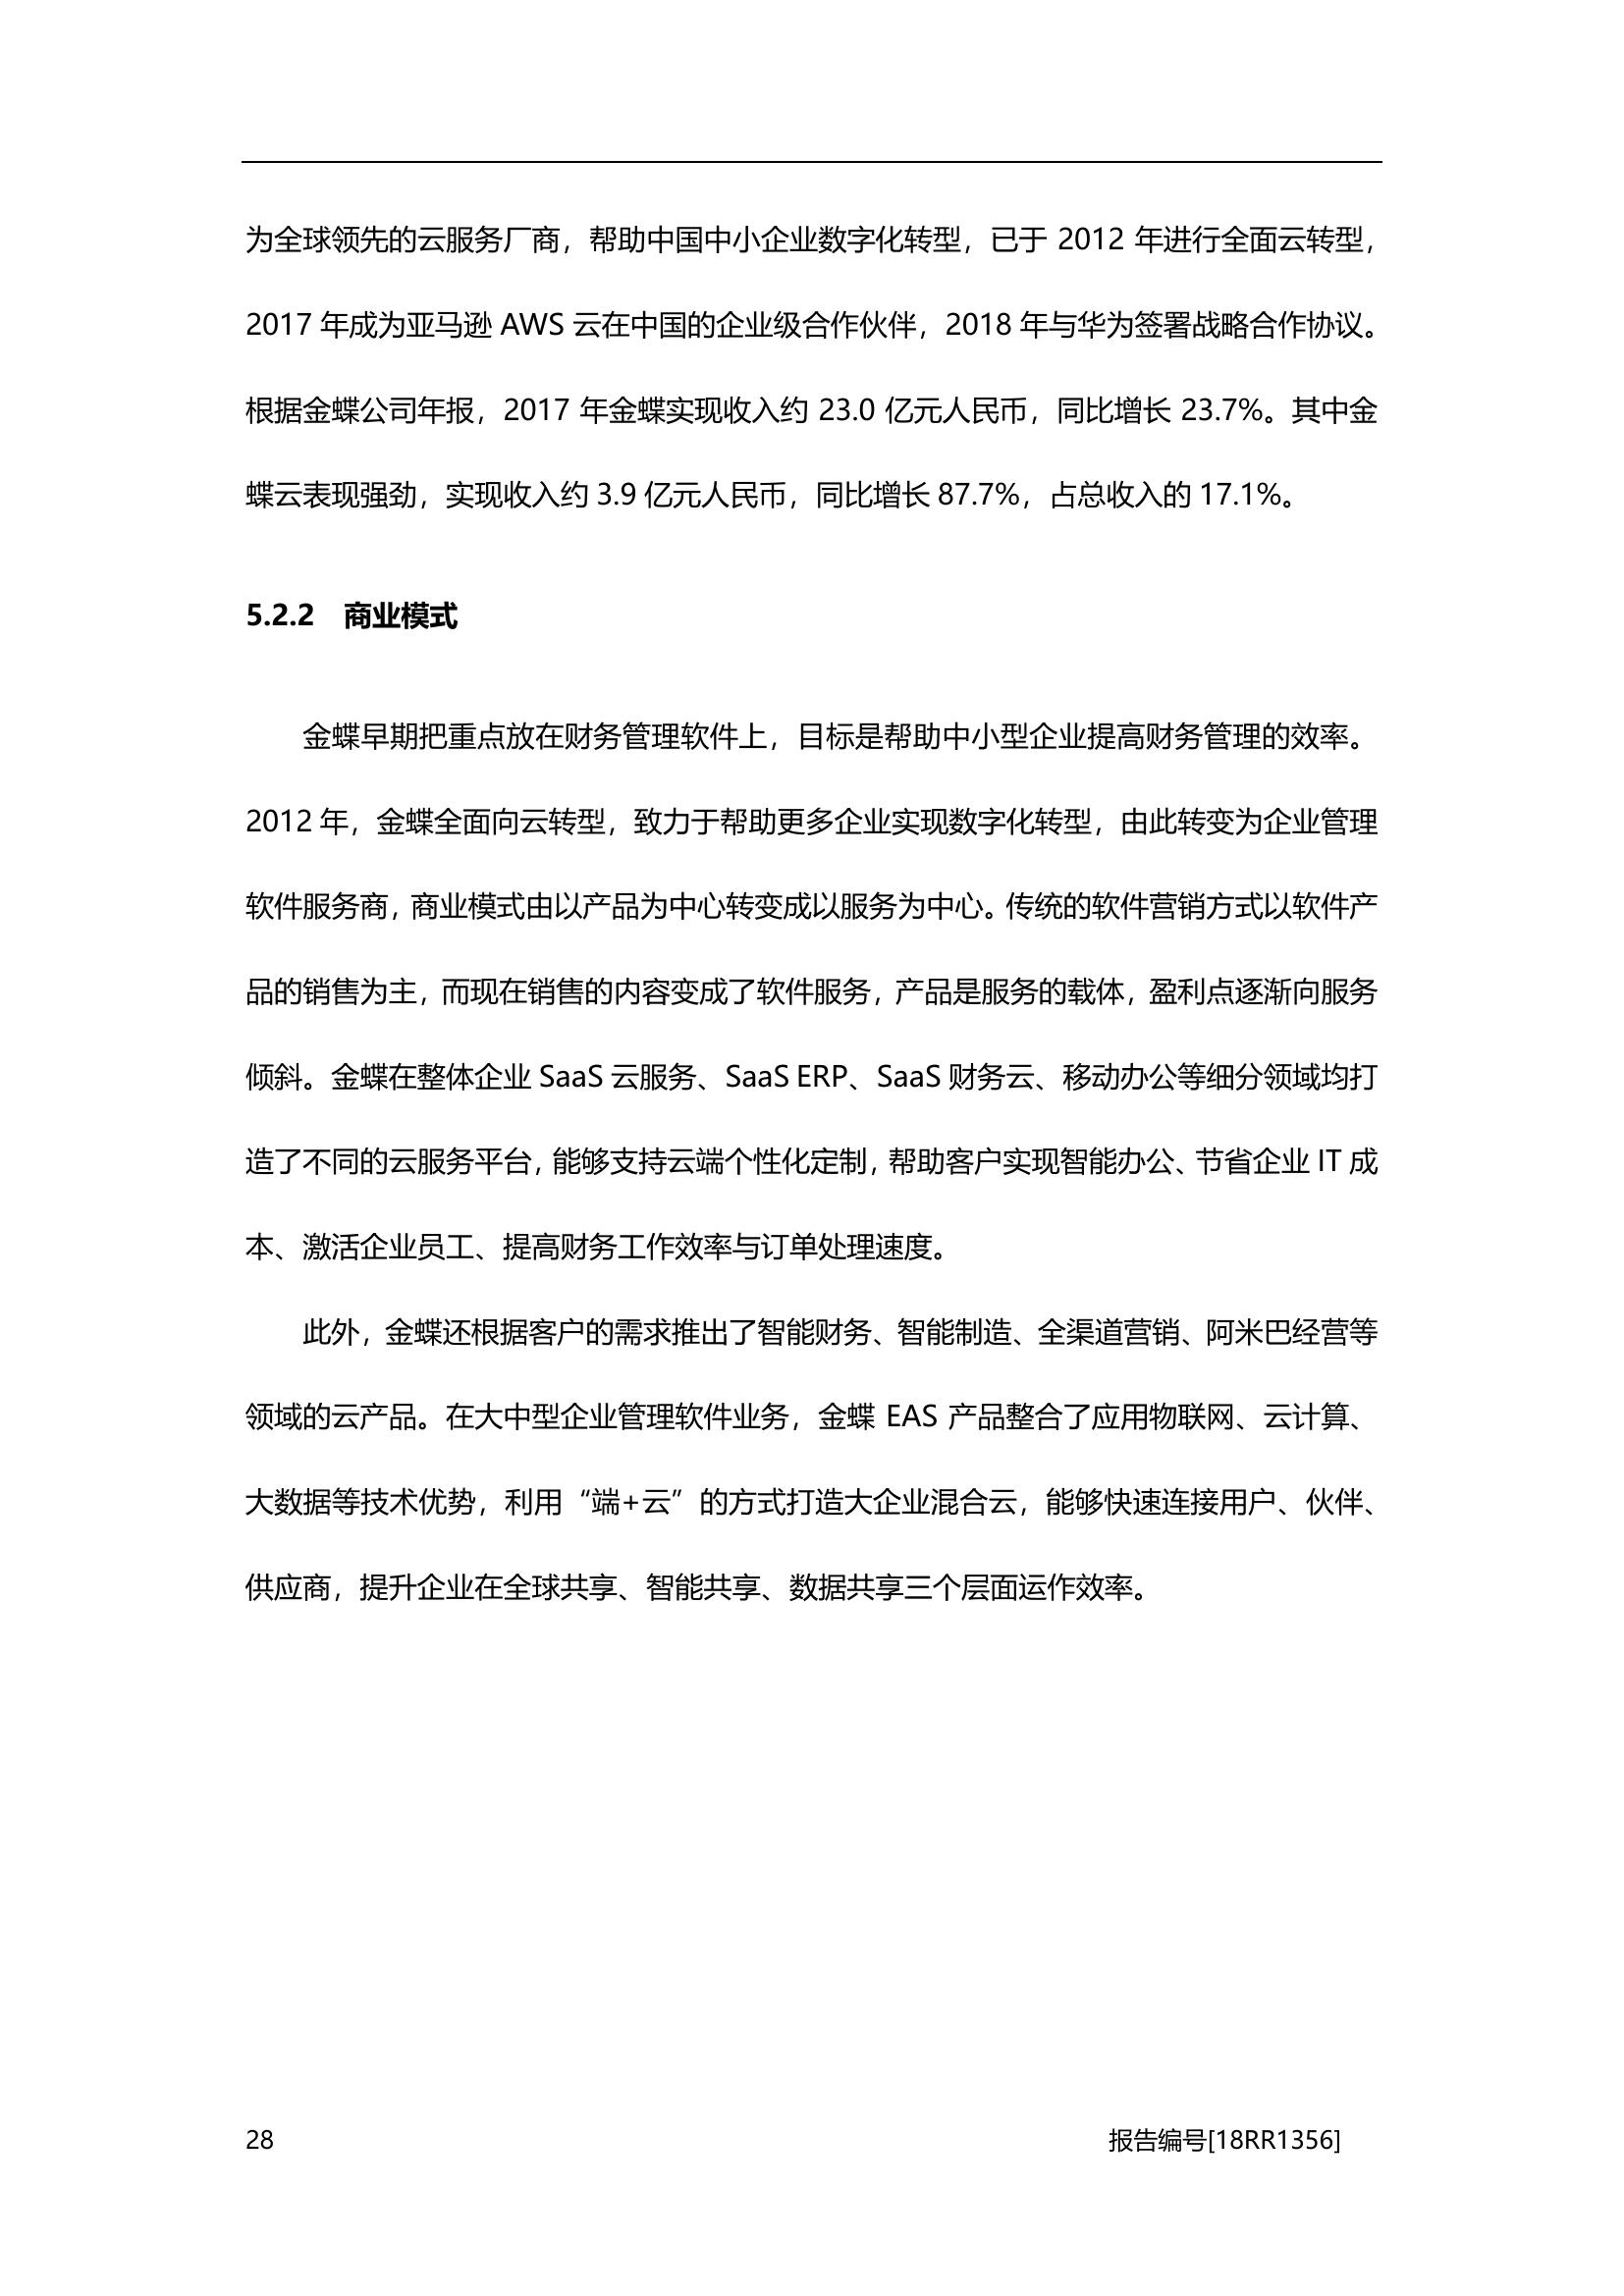 为全球领先的云服务厂商，帮助中国中小企业数字化转型，已于 2012 年进行全面云转型，
2017 年成为亚马逊 AWS 云在中国的企业级合作伙伴，2018 年与华为签署战略合作协议。
根据金蝶公司年报，2017 年金蝶实现收入约 23.0 亿元人民币，同比增长 23.7%。其中金
蝶云表现强劲，实现收入约 3.9 亿元人民币，同比增长 87.7%，占总收入的 17.1%。
5.2.2 商业模式
金蝶早期把重点放在财务管理软件上，目标是帮助中小型企业提高财务管理的效率。
2012 年，金蝶全面向云转型，致力于帮助更多企业实现数字化转型，由此转变为企业管理
软件服务商，商业模式由以产品为中心转变成以服务为中心。传统的软件营销方式以软件产
品的销售为主，而现在销售的内容变成了软件服务，产品是服务的载体，盈利点逐渐向服务
倾斜。金蝶在整体企业 SaaS 云服务、SaaS ERP、SaaS 财务云、移动办公等细分领域均打
造了不同的云服务平台，能够支持云端个性化定制，帮助客户实现智能办公、节省企业 IT 成
本、激活企业员工、提高财务工作效率与订单处理速度。
此外，金蝶还根据客户的需求推出了智能财务、智能制造、全渠道营销、阿米巴经营等
领域的云产品。在大中型企业管理软件业务，金蝶 EAS 产品整合了应用物联网、云计算、
大数据等技术优势，利用“端+云”的方式打造大企业混合云，能够快速连接用户、伙伴、
供应商，提升企业在全球共享、智能共享、数据共享三个层面运作效率。
28 报告编号[18RR1356]